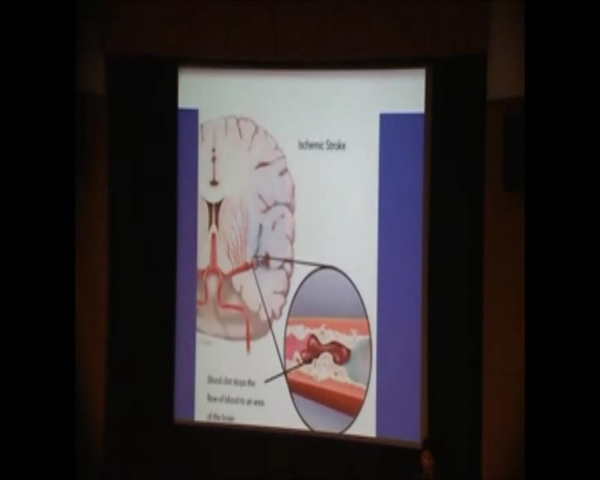 Ischemic Stroke
Blood clot stops the
flow of blood to an area
of the brain